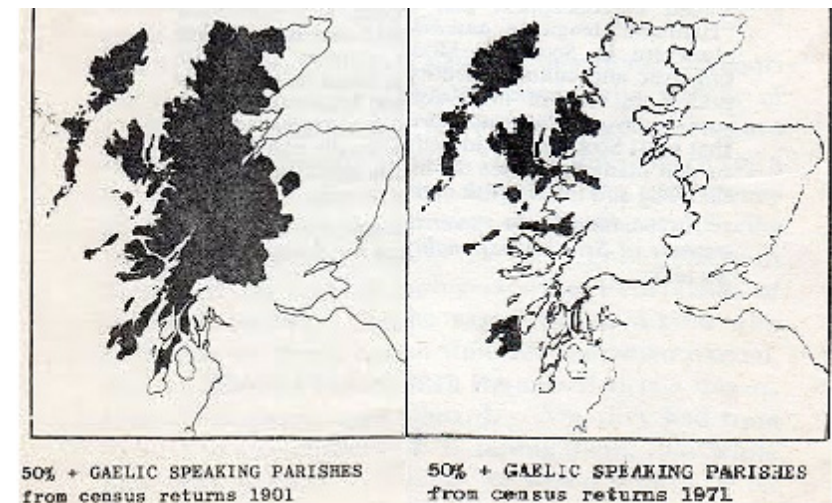 50% + GAELIC SPEAKING PARISHES
from census returns 1901
50% + GAELIC SPEAKING PARISHES
from census returns 1971